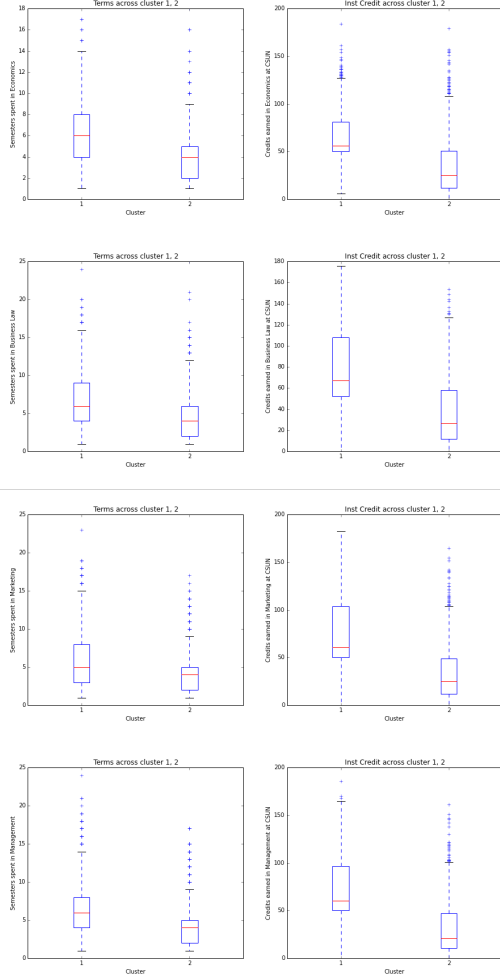 Terms across cluster 1, 2
Semesters spent in Economics
18
16
14
12
10
8
6
4
2
0
1
2
Cluster
Inst Credit across cluster 1, 2
Credits earned in Economics at CSUN
200
150
100
50
0
1
2
Cluster
Terms across cluster 1, 2
Semesters spent in Business Law
25
20
15
10
5
0
1
2
Cluster
Inst Credit across cluster 1, 2
Credits earned in Business Law at CSUN
180
160
140
120
100
80
60
40
20
0
1
2
Cluster
Terms across cluster 1, 2
Semesters spent in Marketing
25
20
15
10
5
0
1
2
Cluster
Inst Credit across cluster 1, 2
Credits earned in Marketing at CSUN
200
150
100
50
0
1
2
Cluster
Terms across cluster 1, 2
Semesters spent in Management
25
20
15
10
5
0
1
2
Cluster
Inst Credit across cluster 1, 2
Credits earned in Management at CSUN
200
150
100
50
0
1
2
Cluster